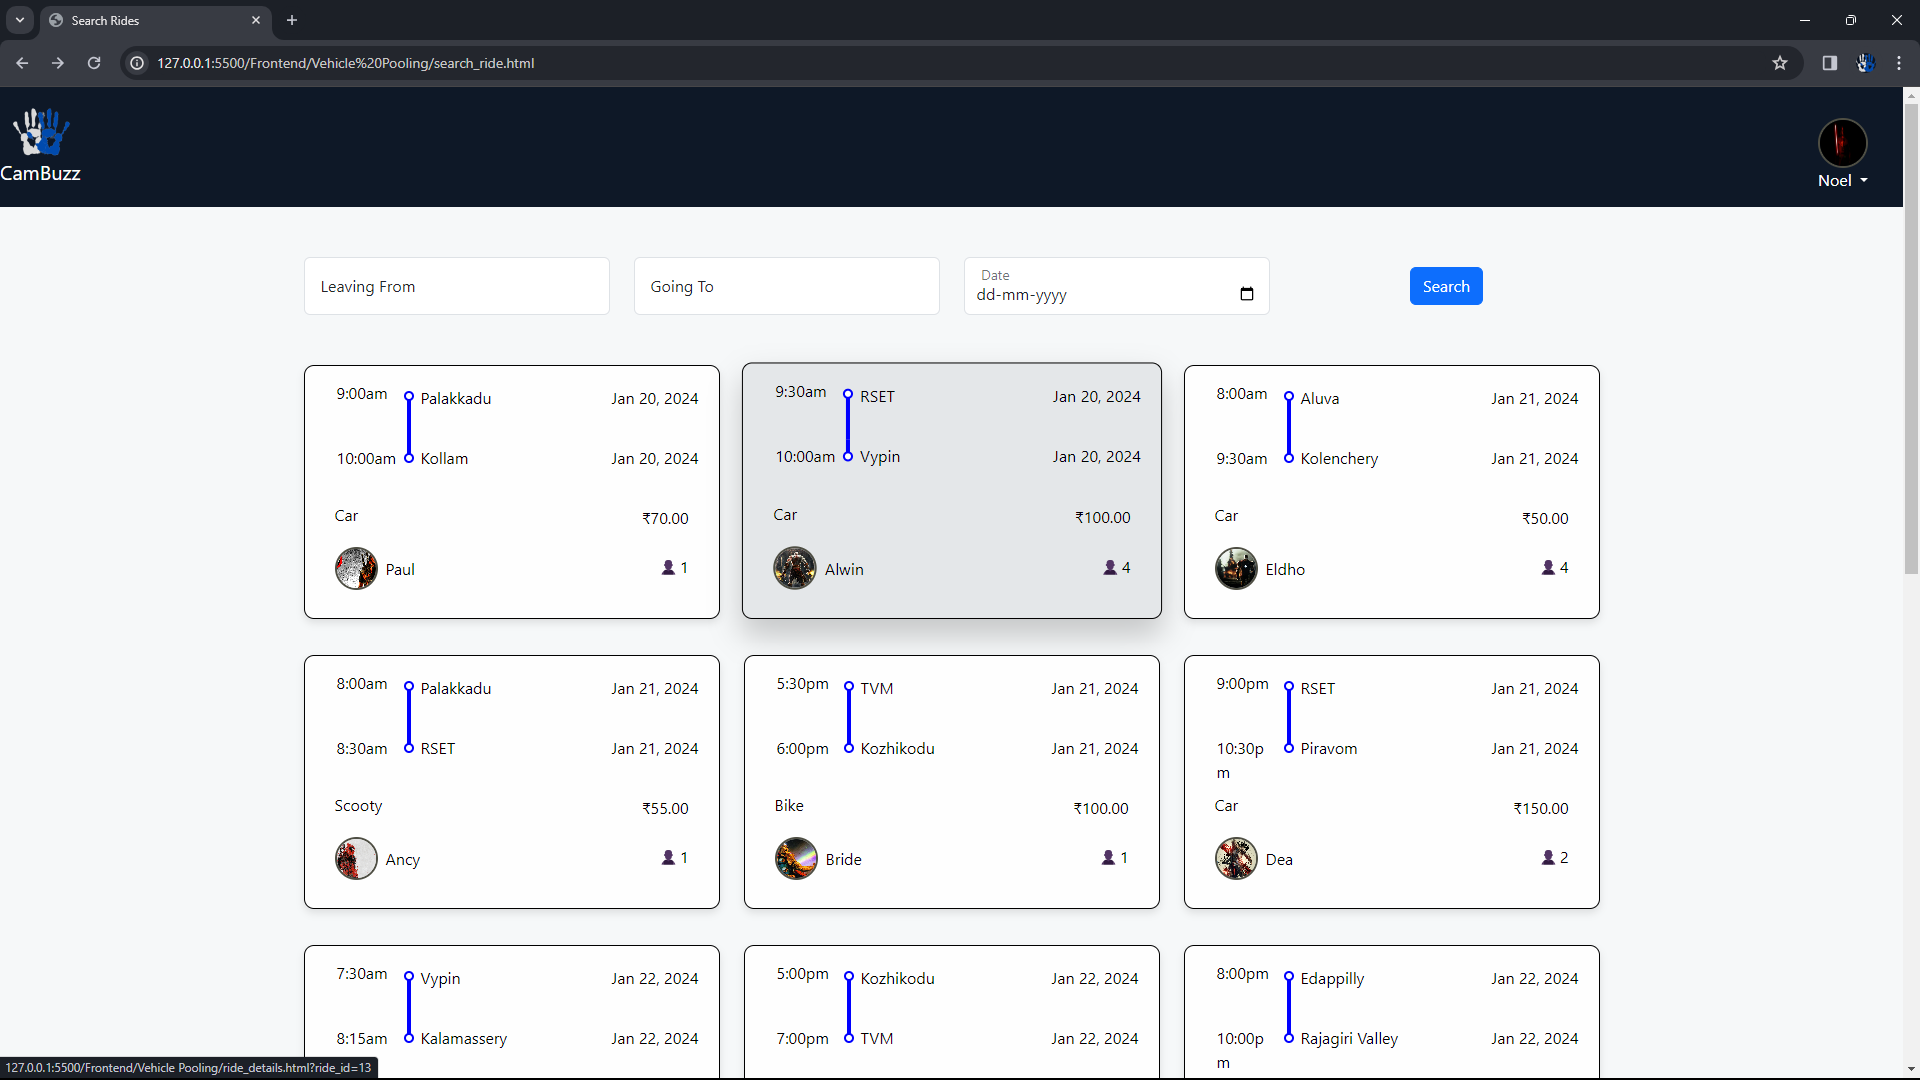 Search Rides
127.0.0.1:5500/Frontend/Vehicle%20Pooling/search_ride.html
CamBuzz
Noel
Leaving From
Going To
Date
dd-mm-yyyy
Search
9:00am Palakkadu Jan 20, 2024
10:00am Kollam Jan 20, 2024
Car ₹70.00
Paul 1
9:30am RSET Jan 20, 2024
10:00am Vypin Jan 20, 2024
Car ₹100.00
Alwin 4
8:00am Aluva Jan 21, 2024
9:30am Kolenchery Jan 21, 2024
Car ₹50.00
Eldho 4
8:00am Palakkadu Jan 21, 2024
8:30am RSET Jan 21, 2024
Scooty ₹55.00
Ancy 1
5:30pm TVM Jan 21, 2024
6:00pm Kozhikodu Jan 21, 2024
Bike ₹100.00
Bride 1
9:00pm RSET Jan 21, 2024
10:30p Piravom Jan 21, 2024
m
Car ₹150.00
Dea 2
7:30am Vypin Jan 22, 2024
8:15am Kalamassery Jan 22, 2024
5:00pm Kozhikodu Jan 22, 2024
7:00pm TVM Jan 22, 2024
8:00pm Edappilly Jan 22, 2024
10:00p Rajagiri Valley Jan 22, 2024
m
127.0.0.1:5500/Frontend/Vehicle Pooling/ride_details.html?ride_id=13